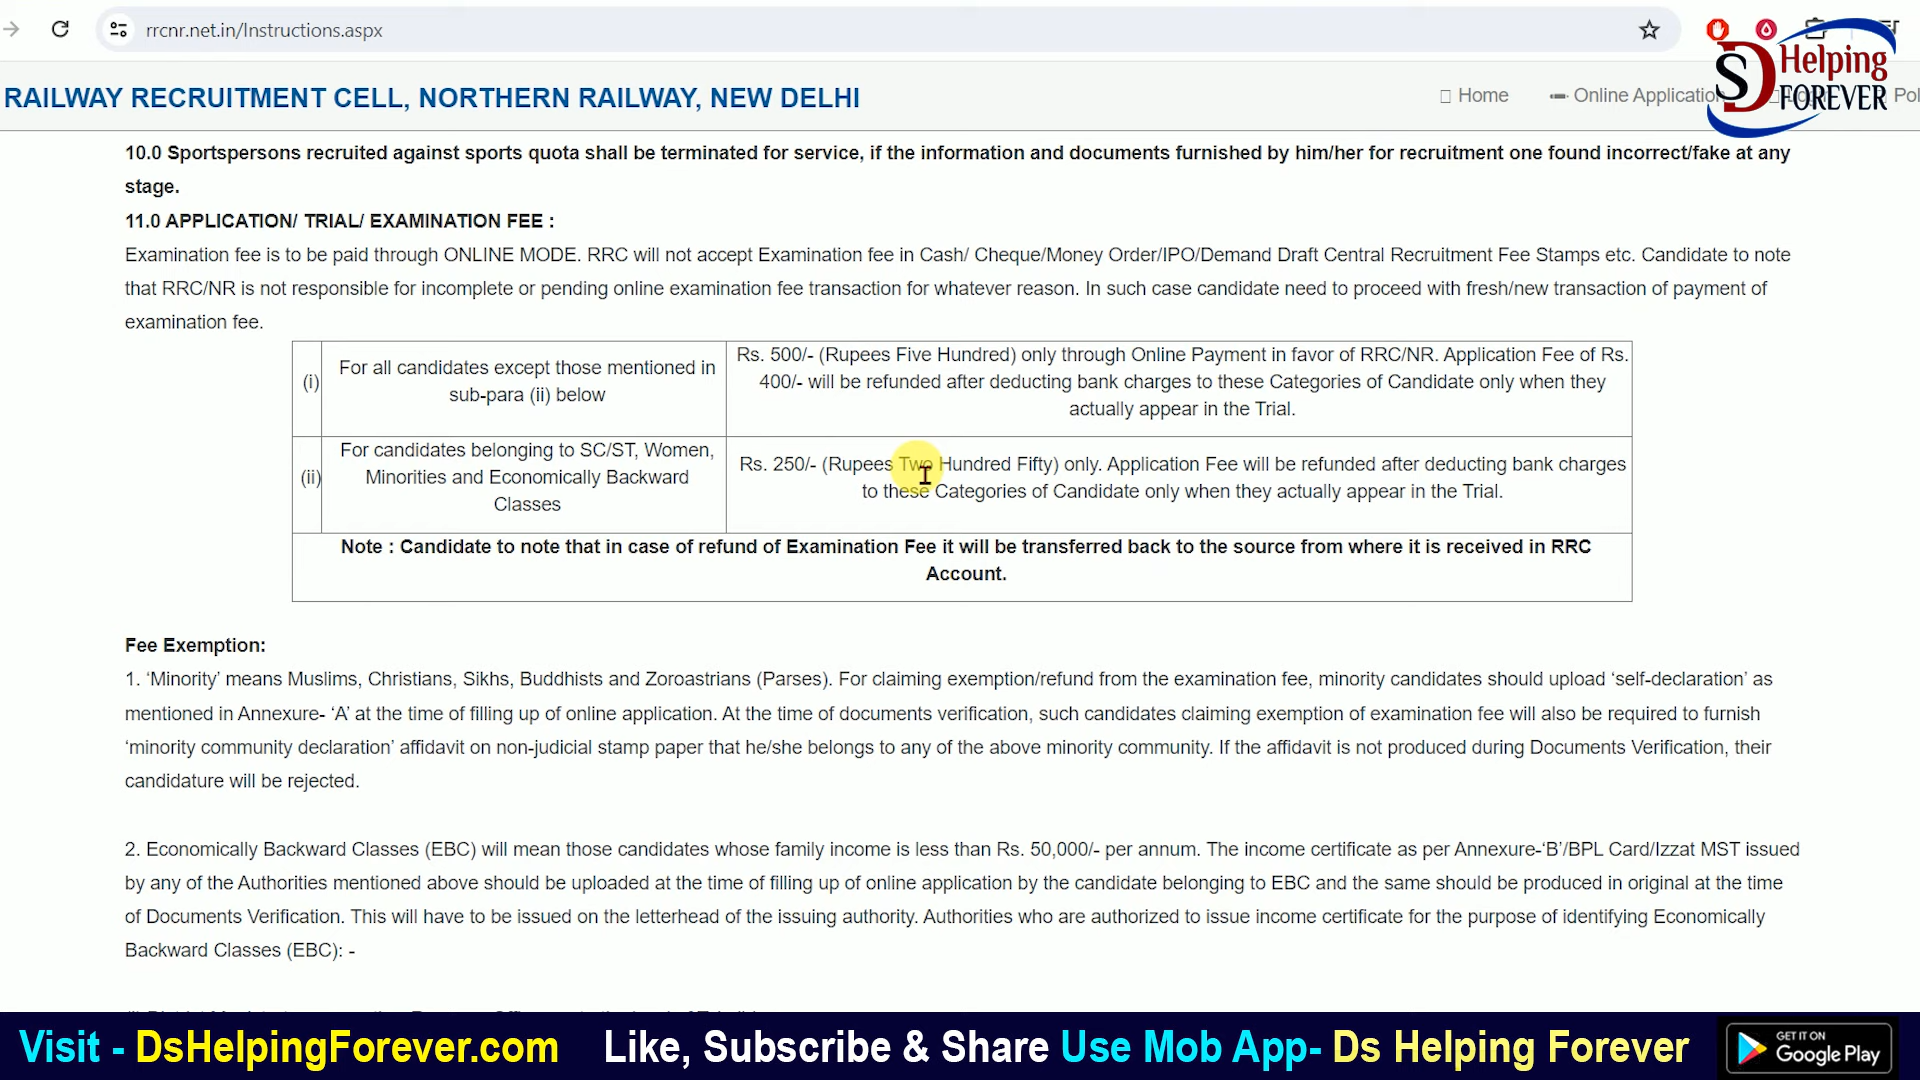 rrcnr.net.in/Instructions.aspx
RAILWAY RECRUITMENT CELL, NORTHERN RAILWAY, NEW DELHI
Home
Online Application
Pol
SD Helping
FOREVER
10.0 Sportspersons recruited against sports quota shall be terminated for service, if the information and documents furnished by him/her for recruitment one found incorrect/fake at any
stage.
11.0 APPLICATION/ TRIAL/ EXAMINATION FEE :
Examination fee is to be paid through ONLINE MODE. RRC will not accept Examination fee in Cash/ Cheque/Money Order/IPO/Demand Draft Central Recruitment Fee Stamps etc. Candidate to note
that RRC/NR is not responsible for incomplete or pending online examination fee transaction for whatever reason. In such case candidate need to proceed with fresh/new transaction of payment of
examination fee.
(i)
For all candidates except those mentioned in
sub-para (ii) below
Rs. 500/- (Rupees Five Hundred) only through Online Payment in favor of RRC/NR. Application Fee of Rs.
400/- will be refunded after deducting bank charges to these Categories of Candidate only when they
actually appear in the Trial.
(ii)
For candidates belonging to SC/ST, Women,
Minorities and Economically Backward
Classes
Rs. 250/- (Rupees Two Hundred Fifty) only. Application Fee will be refunded after deducting bank charges
to these Categories of Candidate only when they actually appear in the Trial.
Note : Candidate to note that in case of refund of Examination Fee it will be transferred back to the source from where it is received in RRC
Account.
Fee Exemption:
1. ‘Minority’ means Muslims, Christians, Sikhs, Buddhists and Zoroastrians (Parses). For claiming exemption/refund from the examination fee, minority candidates should upload ‘self-declaration’ as
mentioned in Annexure- ‘A’ at the time of filling up of online application. At the time of documents verification, such candidates claiming exemption of examination fee will also be required to furnish
‘minority community declaration’ affidavit on non-judicial stamp paper that he/she belongs to any of the above minority community. If the affidavit is not produced during Documents Verification, their
candidature will be rejected.
2. Economically Backward Classes (EBC) will mean those candidates whose family income is less than Rs. 50,000/- per annum. The income certificate as per Annexure-‘B’/BPL Card/Izzat MST issued
by any of the Authorities mentioned above should be uploaded at the time of filling up of online application by the candidate belonging to EBC and the same should be produced in original at the time
of Documents Verification. This will have to be issued on the letterhead of the issuing authority. Authorities who are authorized to issue income certificate for the purpose of identifying Economically
Backward Classes (EBC): -
Visit - DsHelpingForever.com Like, Subscribe & Share Use Mob App- Ds Helping Forever
GET IT ON
Google Play